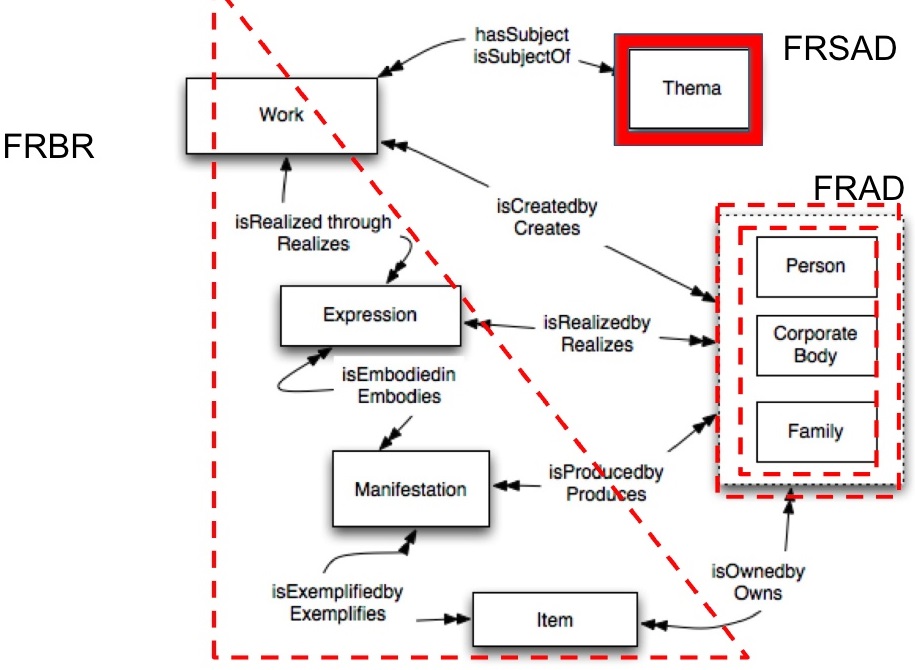 hasSubject
isSubjectOf
FRSAD
Thema
Work
FRBR
FRAD
isCreatedby
Creates
isRealized through
Realizes
Person
Expression
isRealizedby
Realizes
Corporate
Body
isEmbodiedin
Embodies
Family
Manifestation
isProducedby
Produces
isOwnedby
Owns
isExemplifiedby
Exemplifies
Item